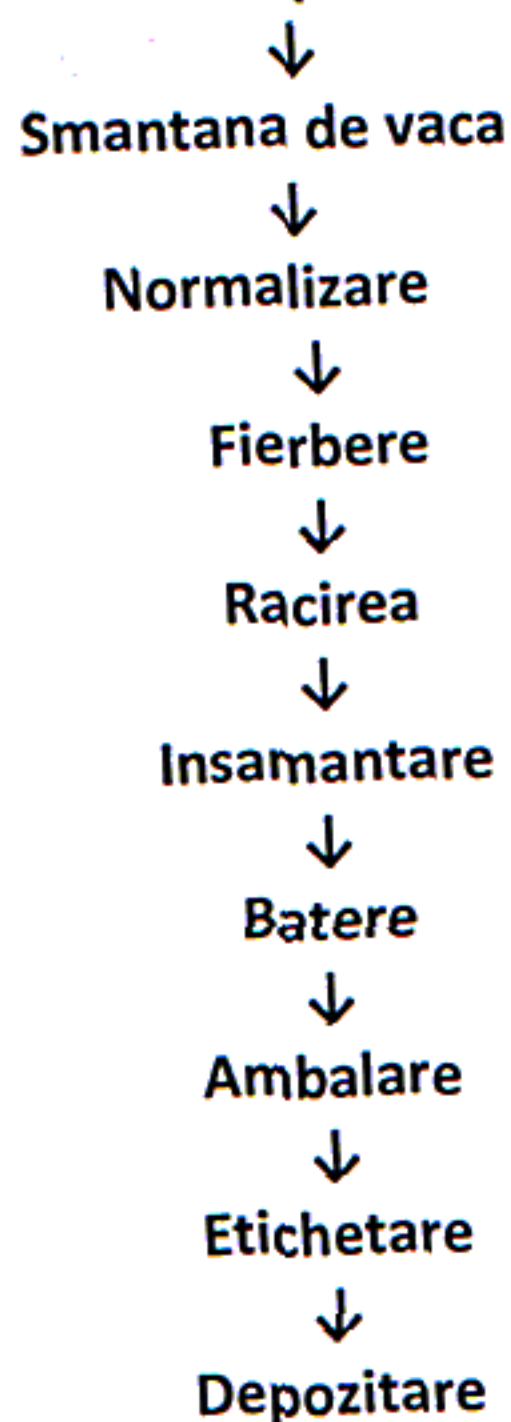 ↓
Smantana de vaca
↓
Normalizare
↓
Fierbere
↓
Racirea
↓
Insamantare
↓
Batere
↓
Ambalare
↓
Etichetare
↓
Depozitare